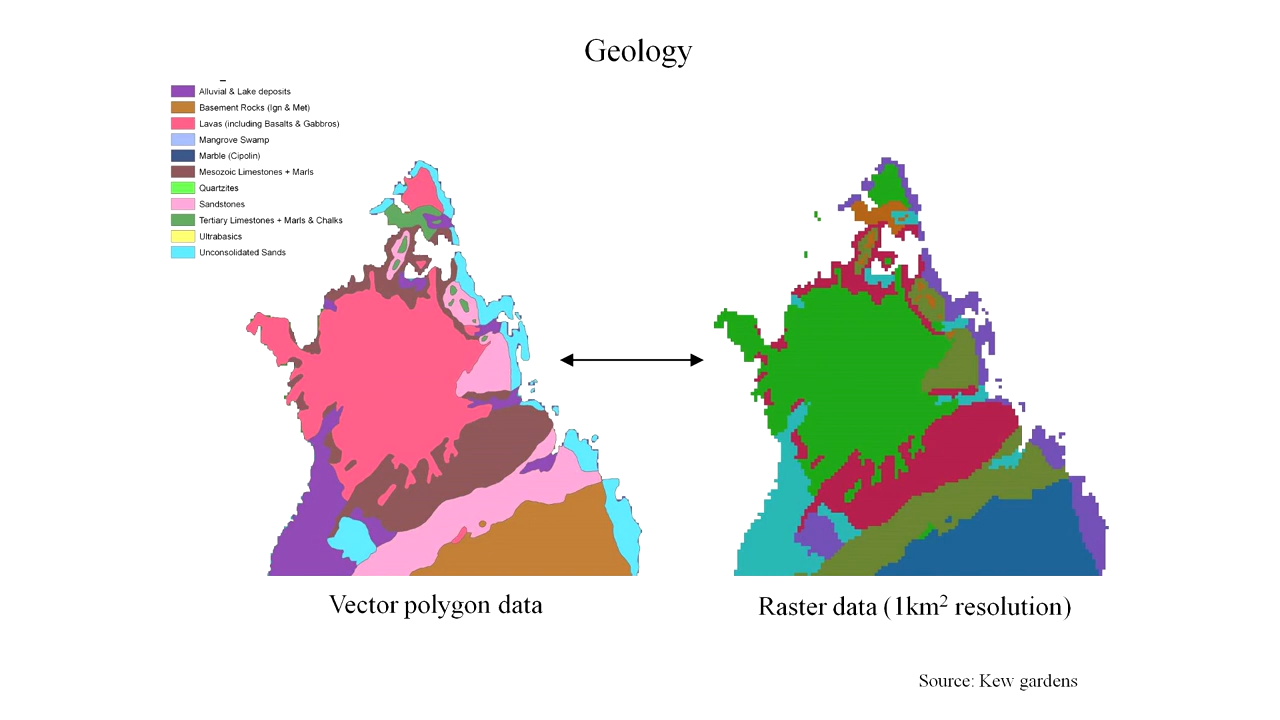 Geology
Alluvial & Lake deposits
Basement Rocks (Ign & Met)
Lavas (including Basalts & Gabbros)
Mangrove Swamp
Marble (Cipolin)
Mesozoic Limestones + Marls
Quartzites
Sandstones
Tertiary Limestones + Marls & Chalks
Ultrabasics
Unconsolidated Sands
Vector polygon data
Raster data (1km² resolution)
Source: Kew gardens